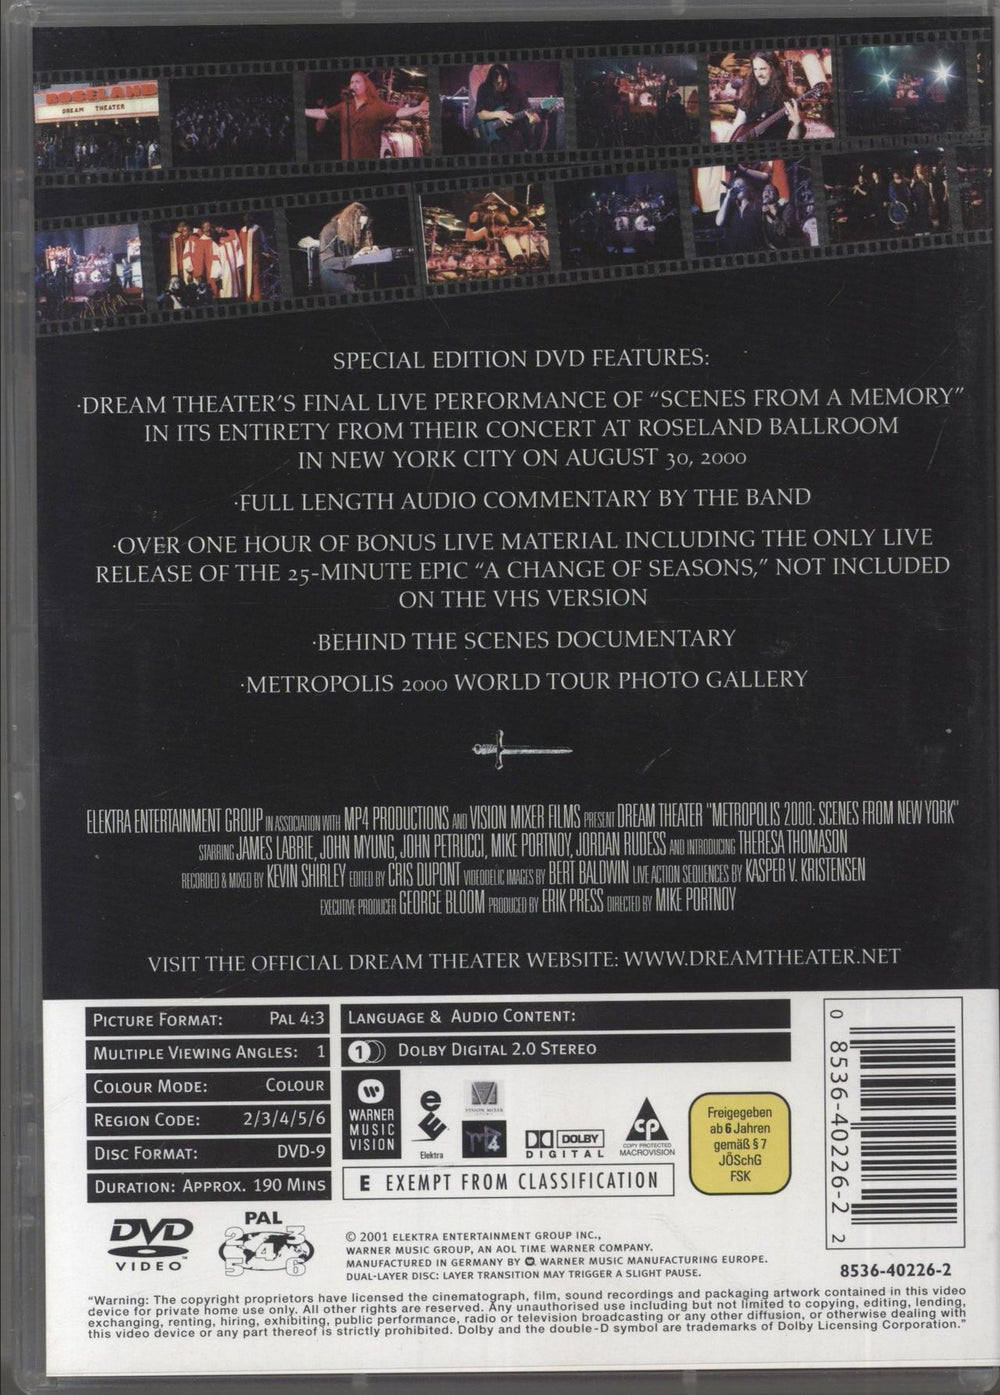 ROSELAND
DREAM THEATER
SPECIAL EDITION DVD FEATURES:
·DREAM THEATER'S FINAL LIVE PERFORMANCE OF "SCENES FROM A MEMORY"
IN ITS ENTIRETY FROM THEIR CONCERT AT ROSELAND BALLROOM
IN NEW YORK CITY ON AUGUST 30, 2000
·FULL LENGTH AUDIO COMMENTARY BY THE BAND
·OVER ONE HOUR OF BONUS LIVE MATERIAL INCLUDING THE ONLY LIVE
RELEASE OF THE 25-MINUTE EPIC "A CHANGE OF SEASONS," NOT INCLUDED
ON THE VHS VERSION
·BEHIND THE SCENES DOCUMENTARY
·METROPOLIS 2000 WORLD TOUR PHOTO GALLERY
ELEKTRA ENTERTAINMENT GROUP IN ASSOCIATION WITH MP4 PRODUCTIONS AND VISION MIXER FILMS PRESENT DREAM THEATER "METROPOLIS 2000: SCENES FROM NEW YORK"
STARRING JAMES LABRIE, JOHN MYUNG, JOHN PETRUCCI, MIKE PORTNOY, JORDAN RUDESS AND INTRODUCING THERESA THOMASON
RECORDED & MIXED BY KEVIN SHIRLEY EDITED BY CRIS DUPONT VIDEODELIC IMAGES BY BERT BALDWIN LIVE ACTION SEQUENCES BY KASPER V. KRISTENSEN
EXECUTIVE PRODUCER GEORGE BLOOM PRODUCED BY ERIK PRESS DIRECTED BY MIKE PORTNOY
VISIT THE OFFICIAL DREAM THEATER WEBSITE: WWW.DREAMTHEATER.NET
PICTURE FORMAT: PAL 4:3
MULTIPLE VIEWING ANGLES: 1
COLOUR MODE: COLOUR
REGION CODE: 2/3/4/5/6
DISC FORMAT: DVD-9
DURATION: APPROX. 190 MINS
LANGUAGE & AUDIO CONTENT:
1 DOLBY DIGITAL 2.0 STEREO
WARNER
MUSIC
VISION
Elektra
VISION MIXER
FILMS
mp4
DOLBY
DIGITAL
CP
COPY PROTECTED
MACROVISION
E EXEMPT FROM CLASSIFICATION
Freigegeben
ab 6 Jahren
gemäß § 7
JÖSchG
FSK
0 8536-40226-2 2
8536-40226-2
DVD
VIDEO
PAL
2 3
4
5 6
© 2001 ELEKTRA ENTERTAINMENT GROUP INC.,
WARNER MUSIC GROUP, AN AOL TIME WARNER COMPANY.
MANUFACTURED IN GERMANY BY WARNER MUSIC MANUFACTURING EUROPE.
DUAL-LAYER DISC: LAYER TRANSITION MAY TRIGGER A SLIGHT PAUSE.
"Warning: The copyright proprietors have licensed the cinematograph, film, sound recordings and packaging artwork contained in this video
device for private home use only. All other rights are reserved. Any unauthorised use including but not limited to copying, editing, lending,
exchanging, renting, hiring, exhibiting, public performance, radio or television broadcasting or any other diffusion, or otherwise dealing with
this video device or any part thereof is strictly prohibited. Dolby and the double-D symbol are trademarks of Dolby Licensing Corporation."